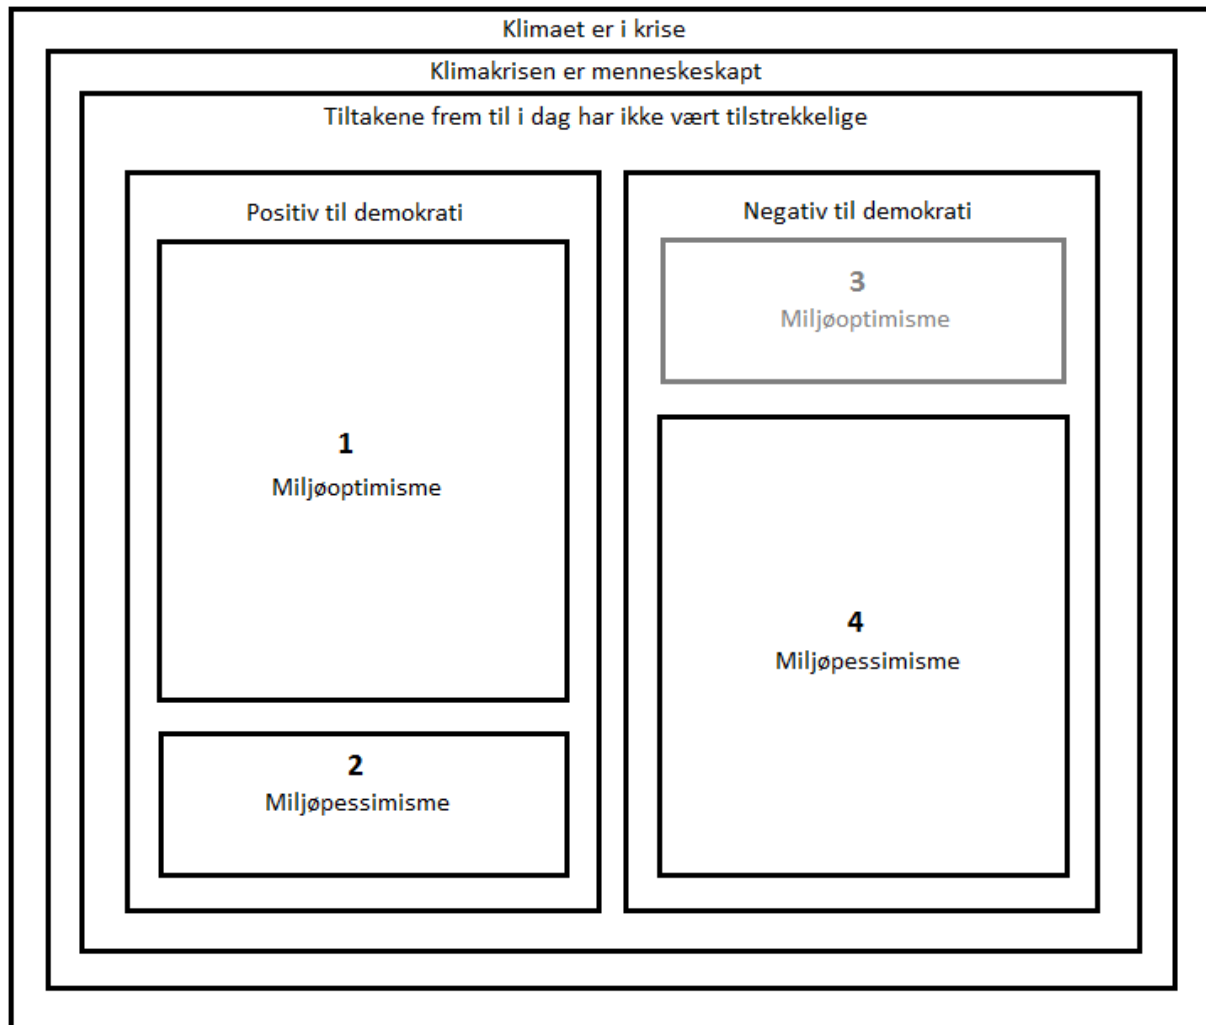 Klimaet er i krise
Klimakrisen er menneskeskapt
Tiltakene frem til i dag har ikke vært tilstrekkelige
Positiv til demokrati
1
Miljøoptimisme
2
Miljøpessimisme
Negativ til demokrati
3
Miljøoptimisme
4
Miljøpessimisme